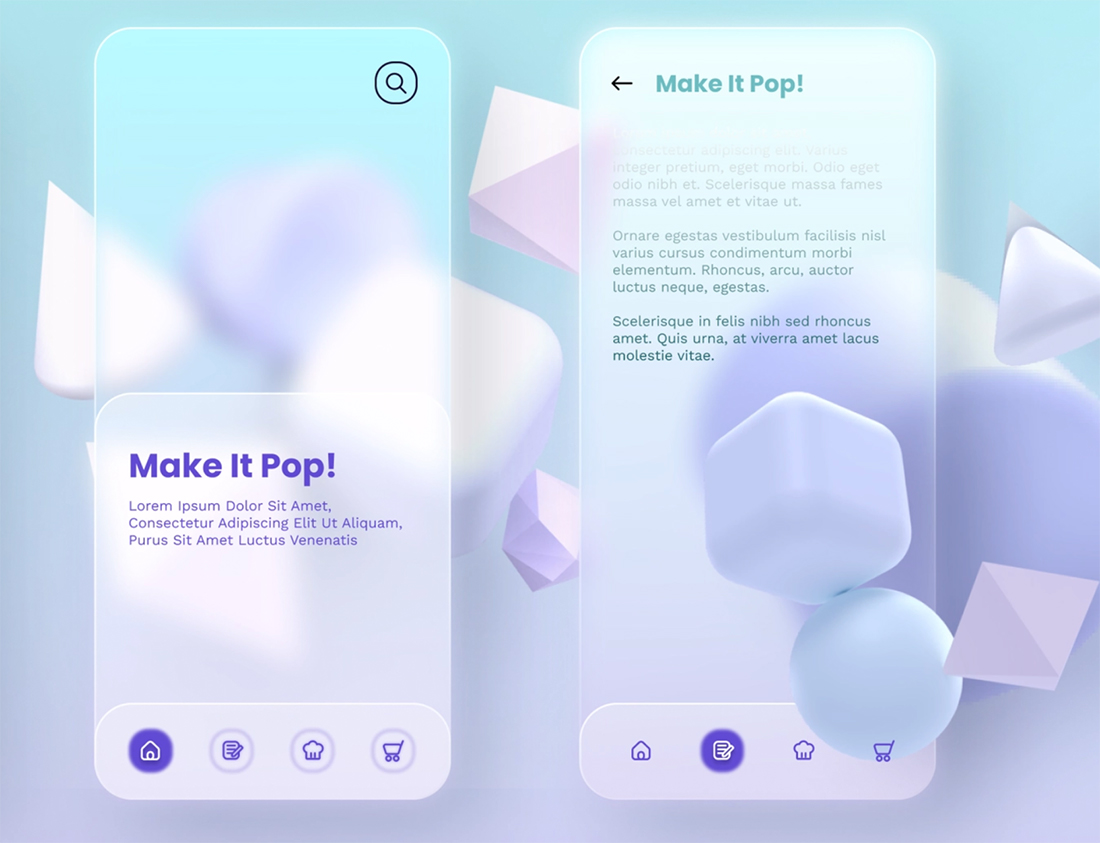 Make It Pop!
Lorem Ipsum Dolor Sit Amet,
Consectetur Adipiscing Elit Ut Aliquam,
Purus Sit Amet Luctus Venenatis
Make It Pop!
consectetur adipiscing elit. Varius
integer pretium, eget morbi. Odio eget
odio nibh et. Scelerisque massa fames
massa vel amet et vitae ut.
Ornare egestas vestibulum facilisis nisl
varius cursus condimentum morbi
elementum. Rhoncus, arcu, auctor
luctus neque, egestas.
Scelerisque in felis nibh sed rhoncus
amet. Quis urna, at viverra amet lacus
molestie vitae.